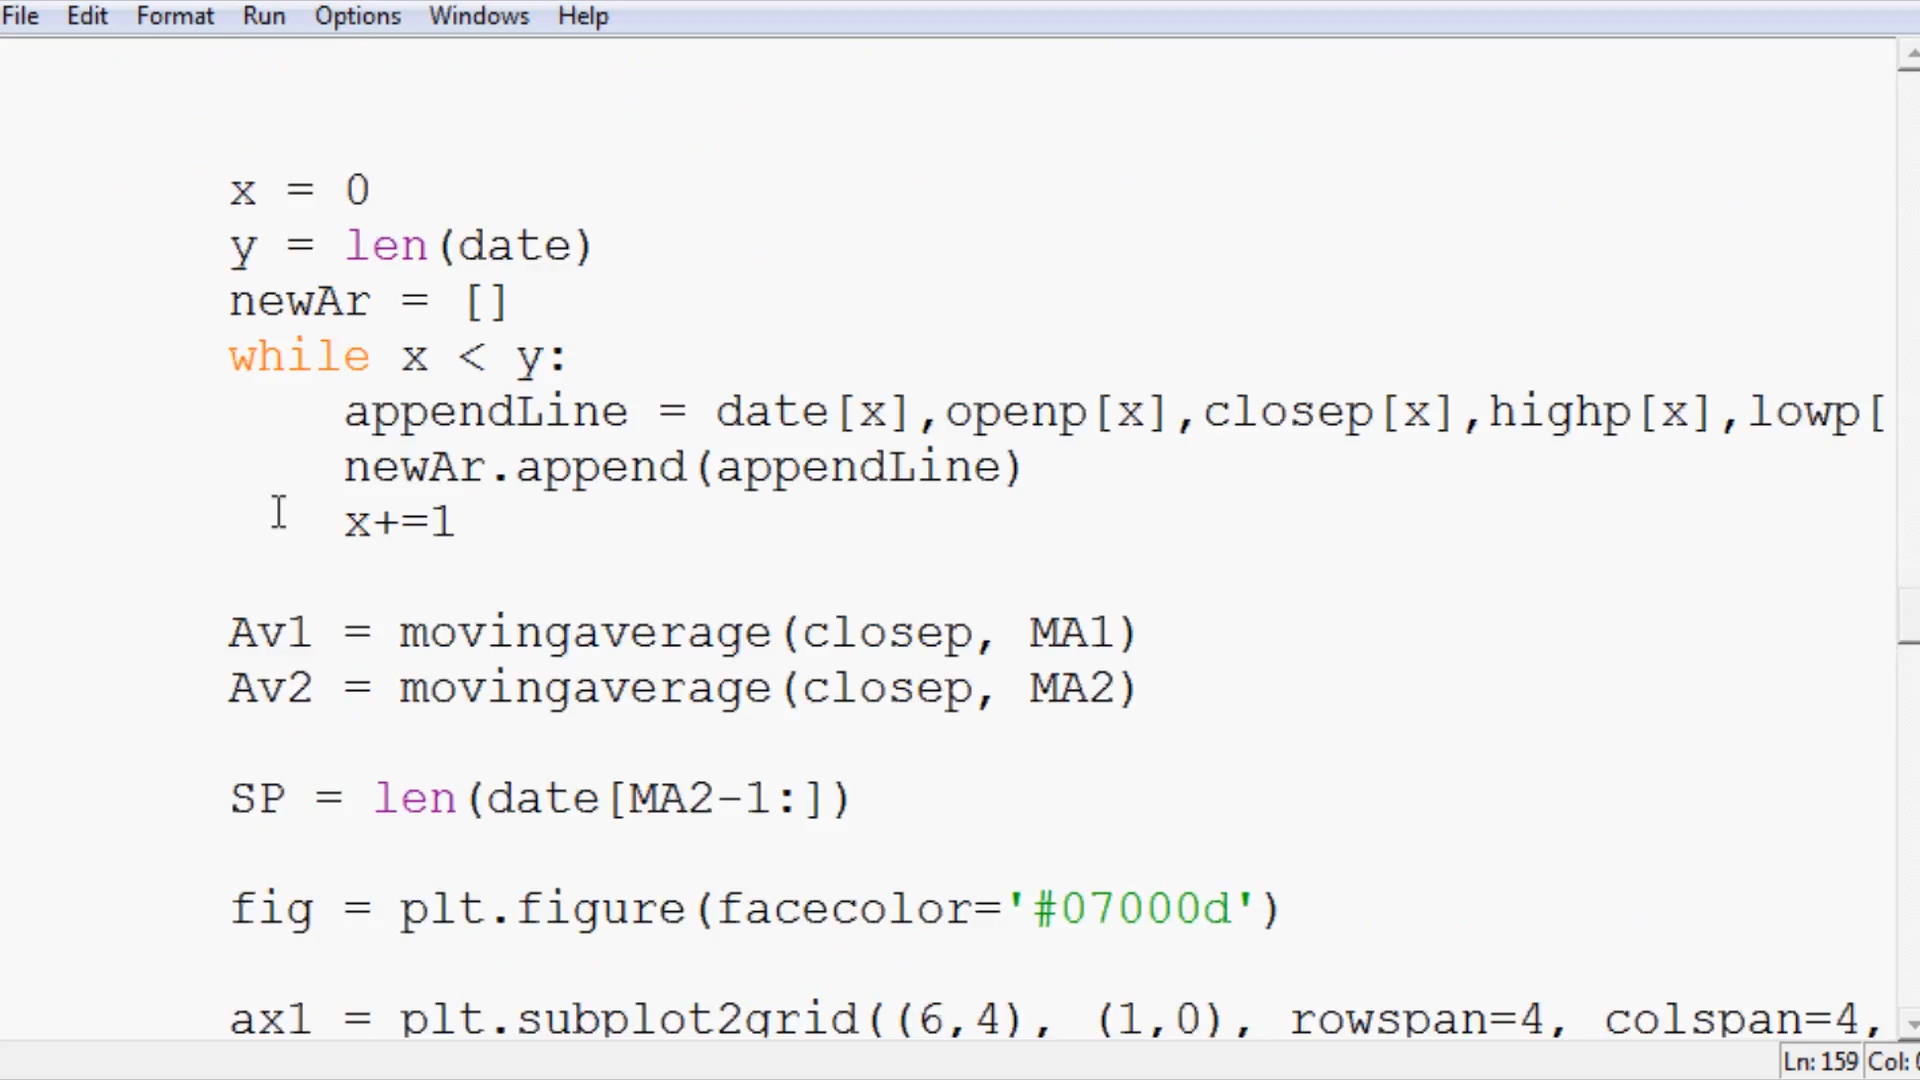 File Edit Format Run Options Windows Help
x = 0
y = len(date)
newAr = []
while x < y:
appendLine = date[x],openp[x],closep[x],highp[x],lowp[
newAr.append(appendLine)
x+=1
Av1 = movingaverage(closep, MA1)
Av2 = movingaverage(closep, MA2)
SP = len(date[MA2-1:])
fig = plt.figure(facecolor='#07000d')
ax1 = plt.subplot2grid((6,4), (1,0), rowspan=4, colspan=4,
Ln: 159 Col: